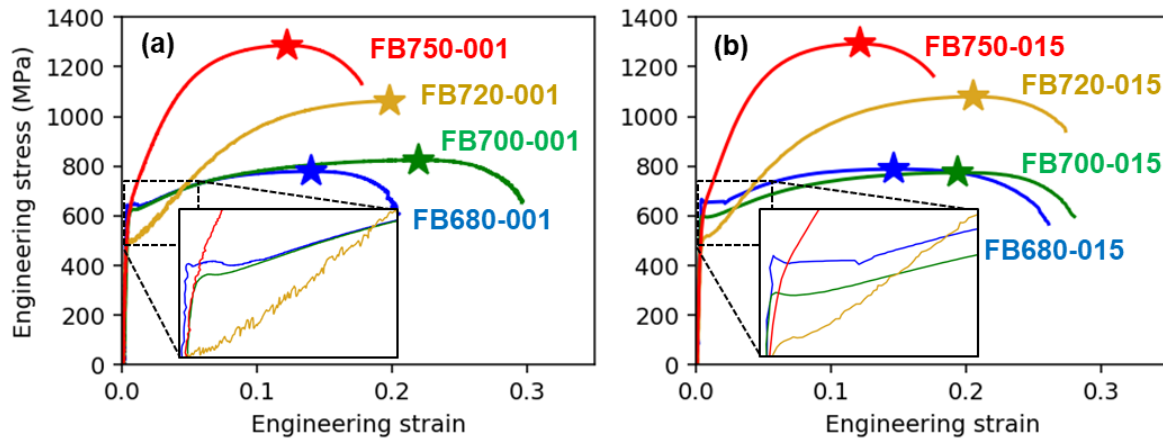 Engineering stress (MPa)
1400
1200
1000
800
600
400
200
0
(a)
FB750-001
FB720-001
FB700-001
FB680-001
0.0
0.1
0.2
0.3
Engineering strain
1400
1200
1000
800
600
400
200
0
(b)
FB750-015
FB720-015
FB700-015
FB680-015
0.0
0.1
0.2
0.3
Engineering strain